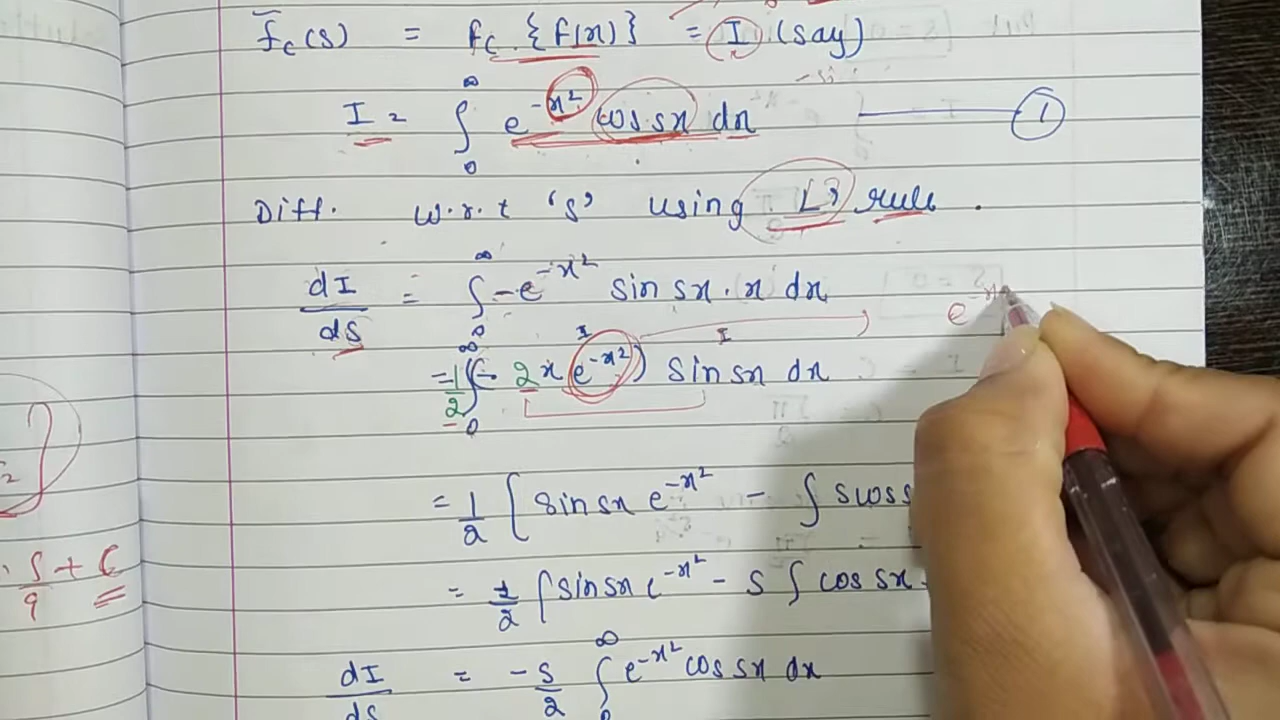 f̄c(s) = fc {f(x)} = I (say)
I = ∫₀^∞ e^{-x²} cos sx dx ——— ①
Diff. w.r.t 's' using L? rule.
dI/ds = ∫₀^∞ -e^{-x²} sin sx · x dx
e^{-x
= 1/2 ∫₀^∞ (- 2x e^{-x²}) sin sx dx
I I
= 1/2 [ sin sx e^{-x²} - ∫ s cos s
= 1/2 [ sin sx e^{-x²} - s ∫ cos sx
s/9 + c
dI/ds = -s/2 ∫₀^∞ e^{-x²} cos sx dx